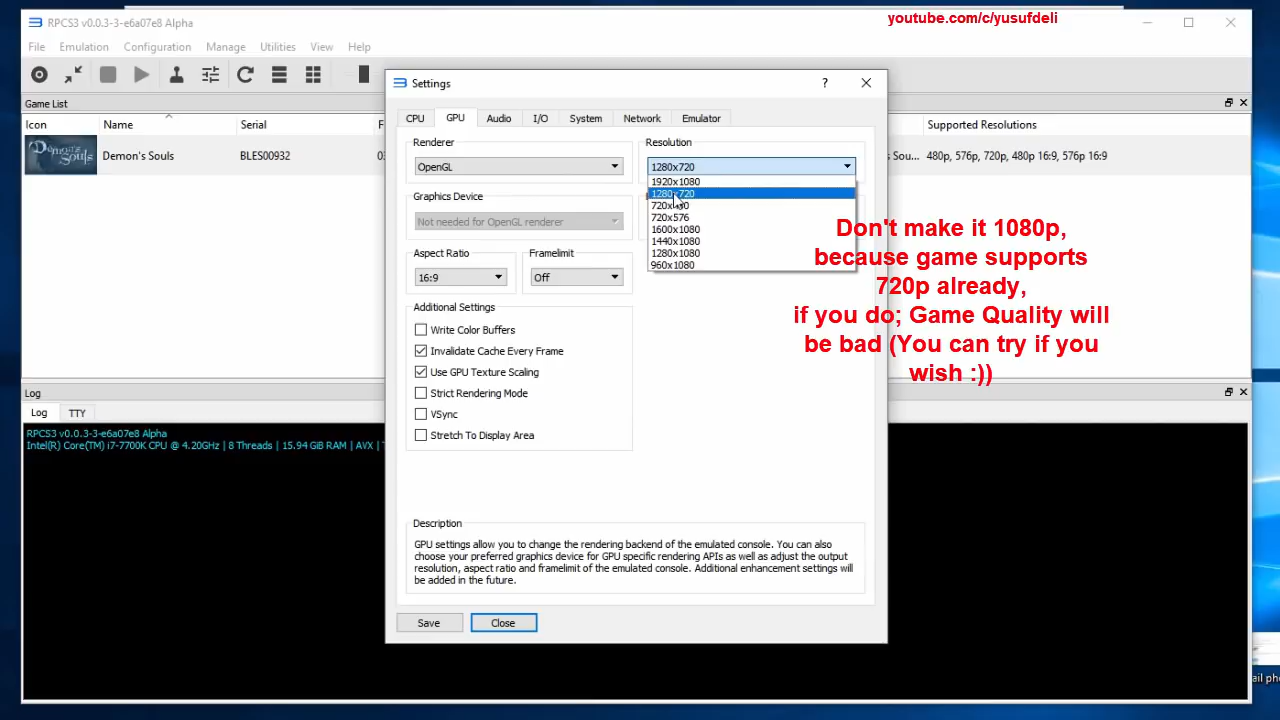 RPCS3 v0.0.3-3-e6a07e8 Alpha
youtube.com/c/yusufdeli
File Emulation Configuration Manage Utilities View Help
Game List
Icon Name Serial F Supported Resolutions
Demon's Souls
Demon's Souls BLES00932 03 Sou... 480p, 576p, 720p, 480p 16:9, 576p 16:9
Settings ?
CPU GPU Audio I/O System Network Emulator
Renderer
OpenGL
Resolution
1280x720
1920x1080
1280x720
720x480
720x576
1600x1080
1440x1080
1280x1080
960x1080
Graphics Device
Not needed for OpenGL renderer
Aspect Ratio
16:9
Framelimit
Off
Additional Settings
Write Color Buffers
Invalidate Cache Every Frame
Use GPU Texture Scaling
Strict Rendering Mode
VSync
Stretch To Display Area
Don't make it 1080p,
because game supports
720p already,
if you do; Game Quality will
be bad (You can try if you
wish :))
Description
GPU settings allow you to change the rendering backend of the emulated console. You can also
choose your preferred graphics device for GPU specific rendering APIs as well as adjust the output
resolution, aspect ratio and framelimit of the emulated console. Additional enhancement settings will
be added in the future.
Save Close
Log
Log TTY
RPCS3 v0.0.3-3-e6a07e8 Alpha
Intel(R) Core(TM) i7-7700K CPU @ 4.20GHz | 8 Threads | 15.94 GiB RAM | AVX |